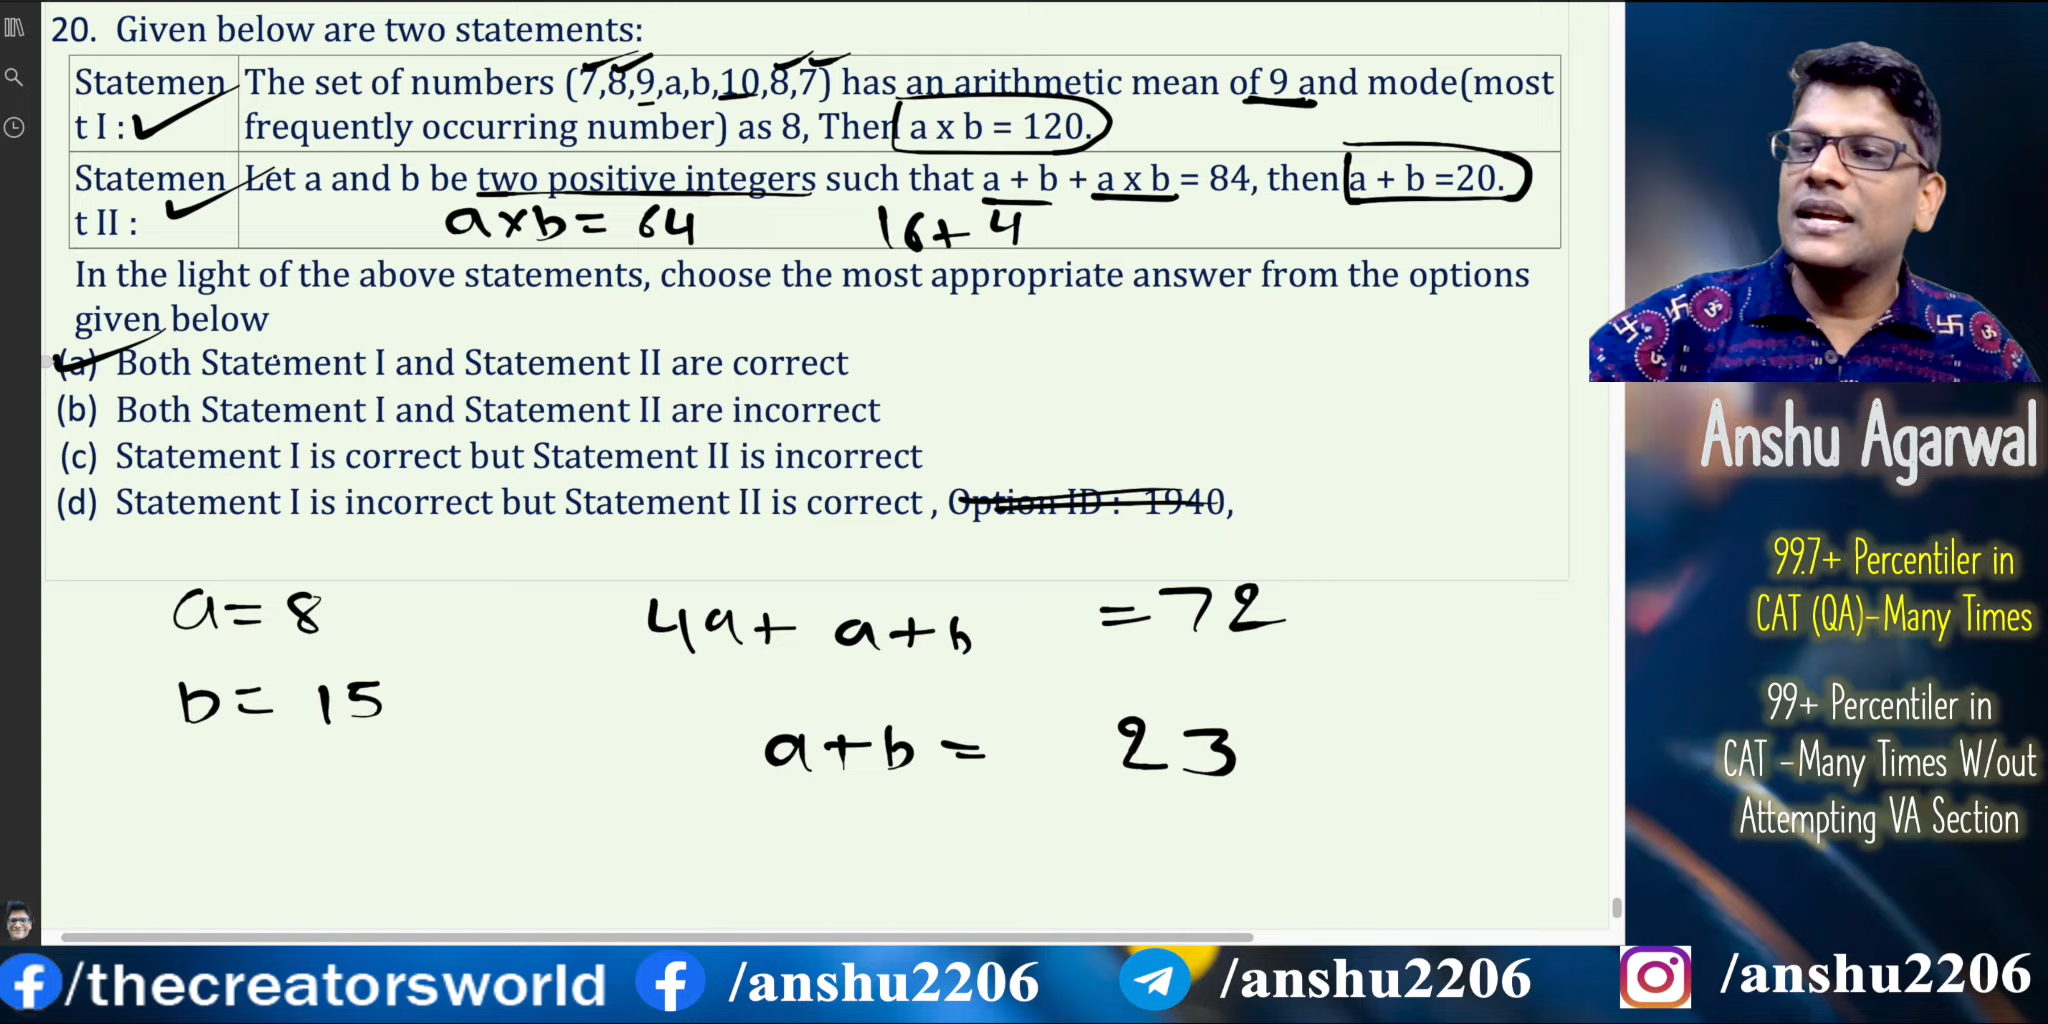 20. Given below are two statements:
Statemen t I : The set of numbers (7,8,9,a,b,10,8,7) has an arithmetic mean of 9 and mode(most frequently occurring number) as 8, Then a x b = 120.
Statemen t II : Let a and b be two positive integers such that a + b + a x b = 84, then a + b =20.
a×b= 64 16+ 4
In the light of the above statements, choose the most appropriate answer from the options
given below
(a) Both Statement I and Statement II are correct
(b) Both Statement I and Statement II are incorrect
(c) Statement I is correct but Statement II is incorrect
(d) Statement I is incorrect but Statement II is correct , Option ID : 1940,
a= 8 49+ a+b =72
b= 15
a+b= 23
Anshu Agarwal
99.7+ Percentiler in
CAT (QA)-Many Times
99+ Percentiler in
CAT -Many Times W/out
Attempting VA Section
/thecreatorsworld /anshu2206 /anshu2206 /anshu2206